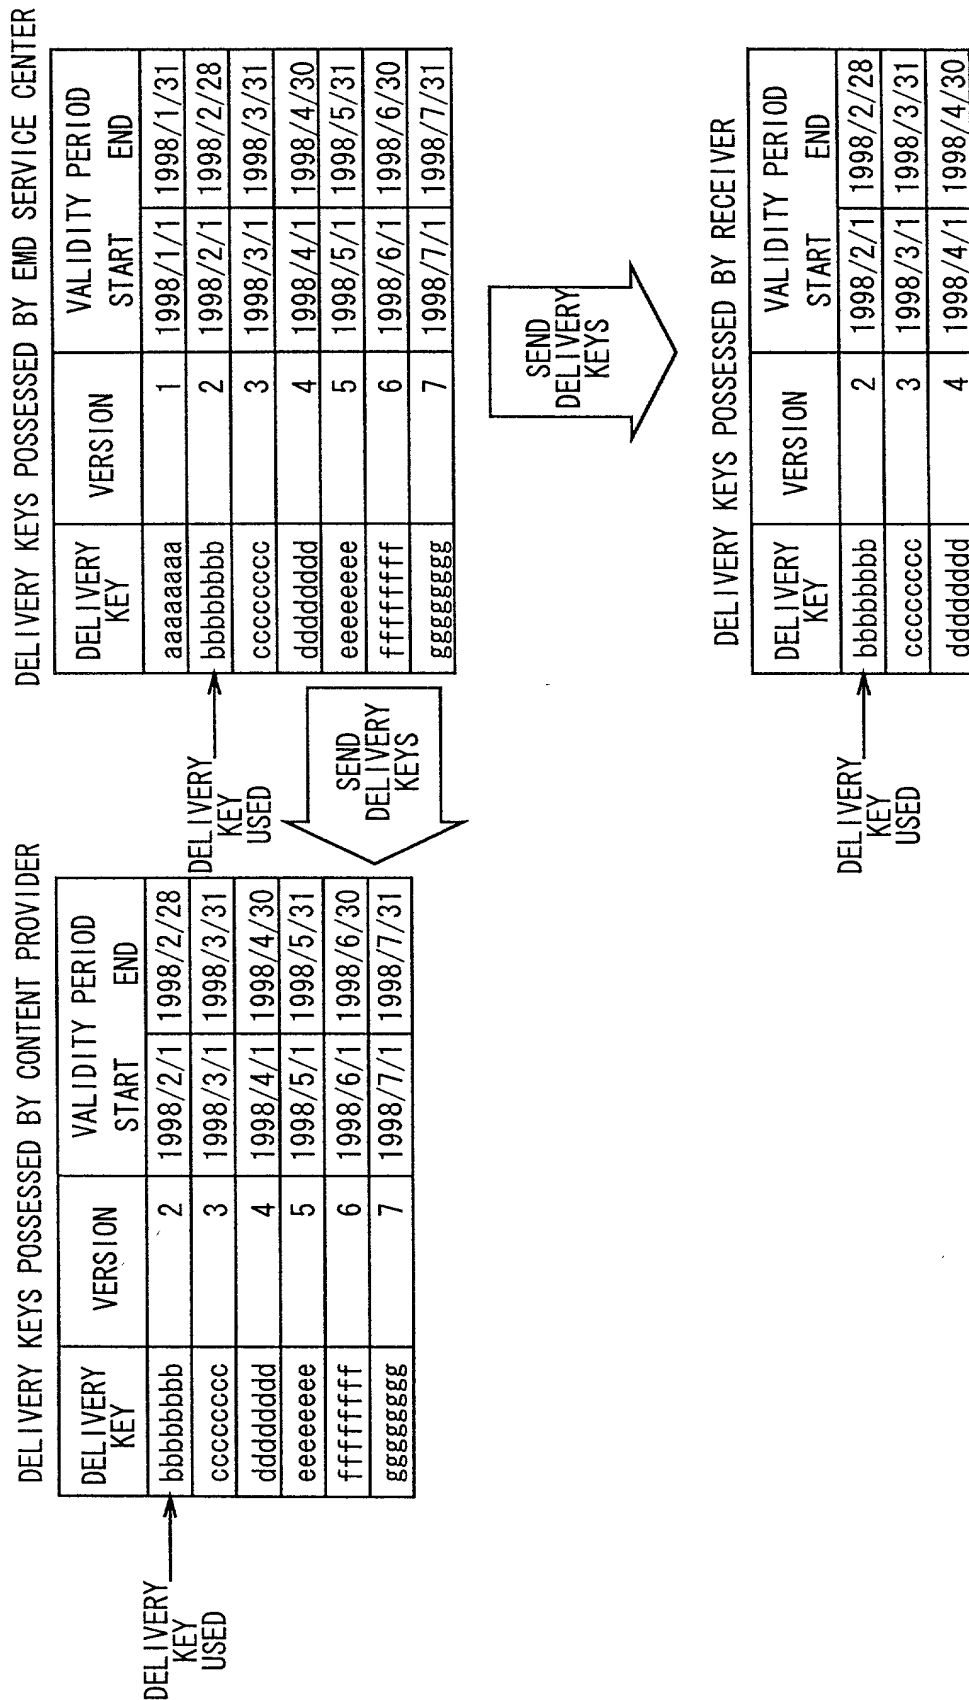 DELIVERY KEYS POSSESSED BY EMD SERVICE CENTER
DELIVERY KEY VERSION VALIDITY PERIOD START END
aaaaaaaa 1 1998/1/1 1998/1/31
bbbbbbbb 2 1998/2/1 1998/2/28
cccccccc 3 1998/3/1 1998/3/31
dddddddd 4 1998/4/1 1998/4/30
eeeeeeee 5 1998/5/1 1998/5/31
ffffffff 6 1998/6/1 1998/6/30
gggggggg 7 1998/7/1 1998/7/31
DELIVERY
KEY
USED
SEND
DELIVERY
KEYS
SEND
DELIVERY
KEYS
DELIVERY KEYS POSSESSED BY CONTENT PROVIDER
DELIVERY KEY VERSION VALIDITY PERIOD START END
bbbbbbbb 2 1998/2/1 1998/2/28
cccccccc 3 1998/3/1 1998/3/31
dddddddd 4 1998/4/1 1998/4/30
eeeeeeee 5 1998/5/1 1998/5/31
ffffffff 6 1998/6/1 1998/6/30
gggggggg 7 1998/7/1 1998/7/31
DELIVERY
KEY
USED
DELIVERY KEYS POSSESSED BY RECEIVER
DELIVERY KEY VERSION VALIDITY PERIOD START END
bbbbbbbb 2 1998/2/1 1998/2/28
cccccccc 3 1998/3/1 1998/3/31
dddddddd 4 1998/4/1 1998/4/30
DELIVERY
KEY
USED